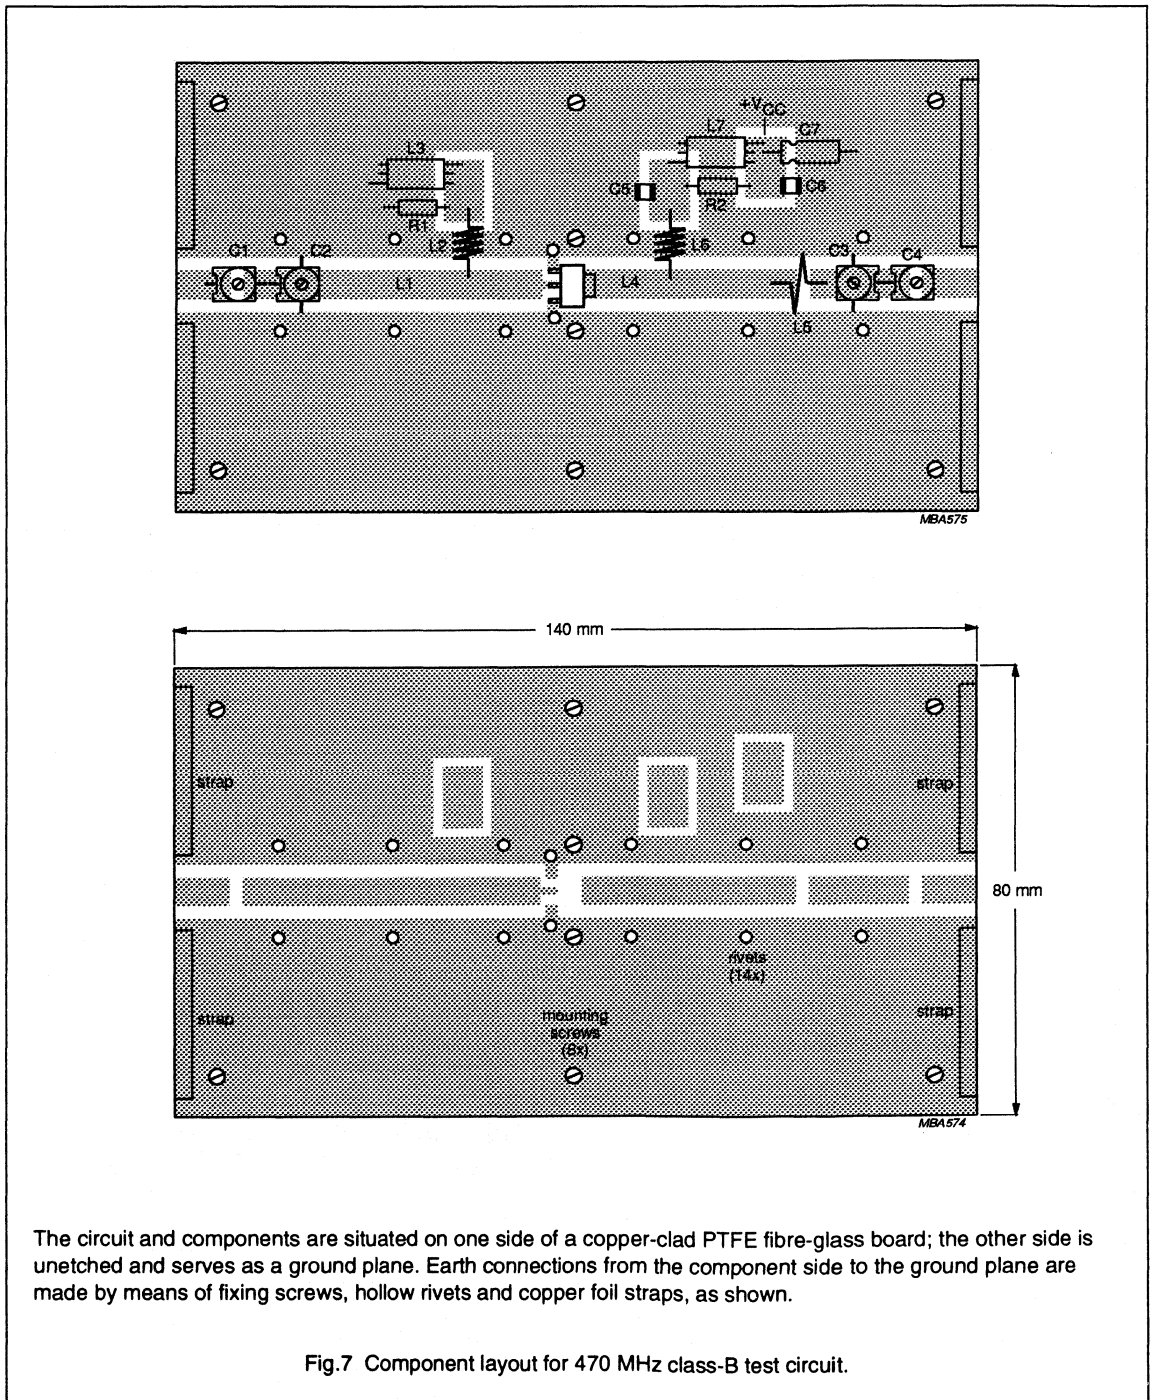 +VCC
L7
C7
L3
C5
C6
R2
R1
L2
L6
C1
C2
C3
C4
L1
L4
L5
MBA575
140 mm
strap
strap
80 mm
rivets
(14x)
strap
mounting
screws
(8x)
strap
MBA574
The circuit and components are situated on one side of a copper-clad PTFE fibre-glass board; the other side is
unetched and serves as a ground plane. Earth connections from the component side to the ground plane are
made by means of fixing screws, hollow rivets and copper foil straps, as shown.
Fig.7 Component layout for 470 MHz class-B test circuit.